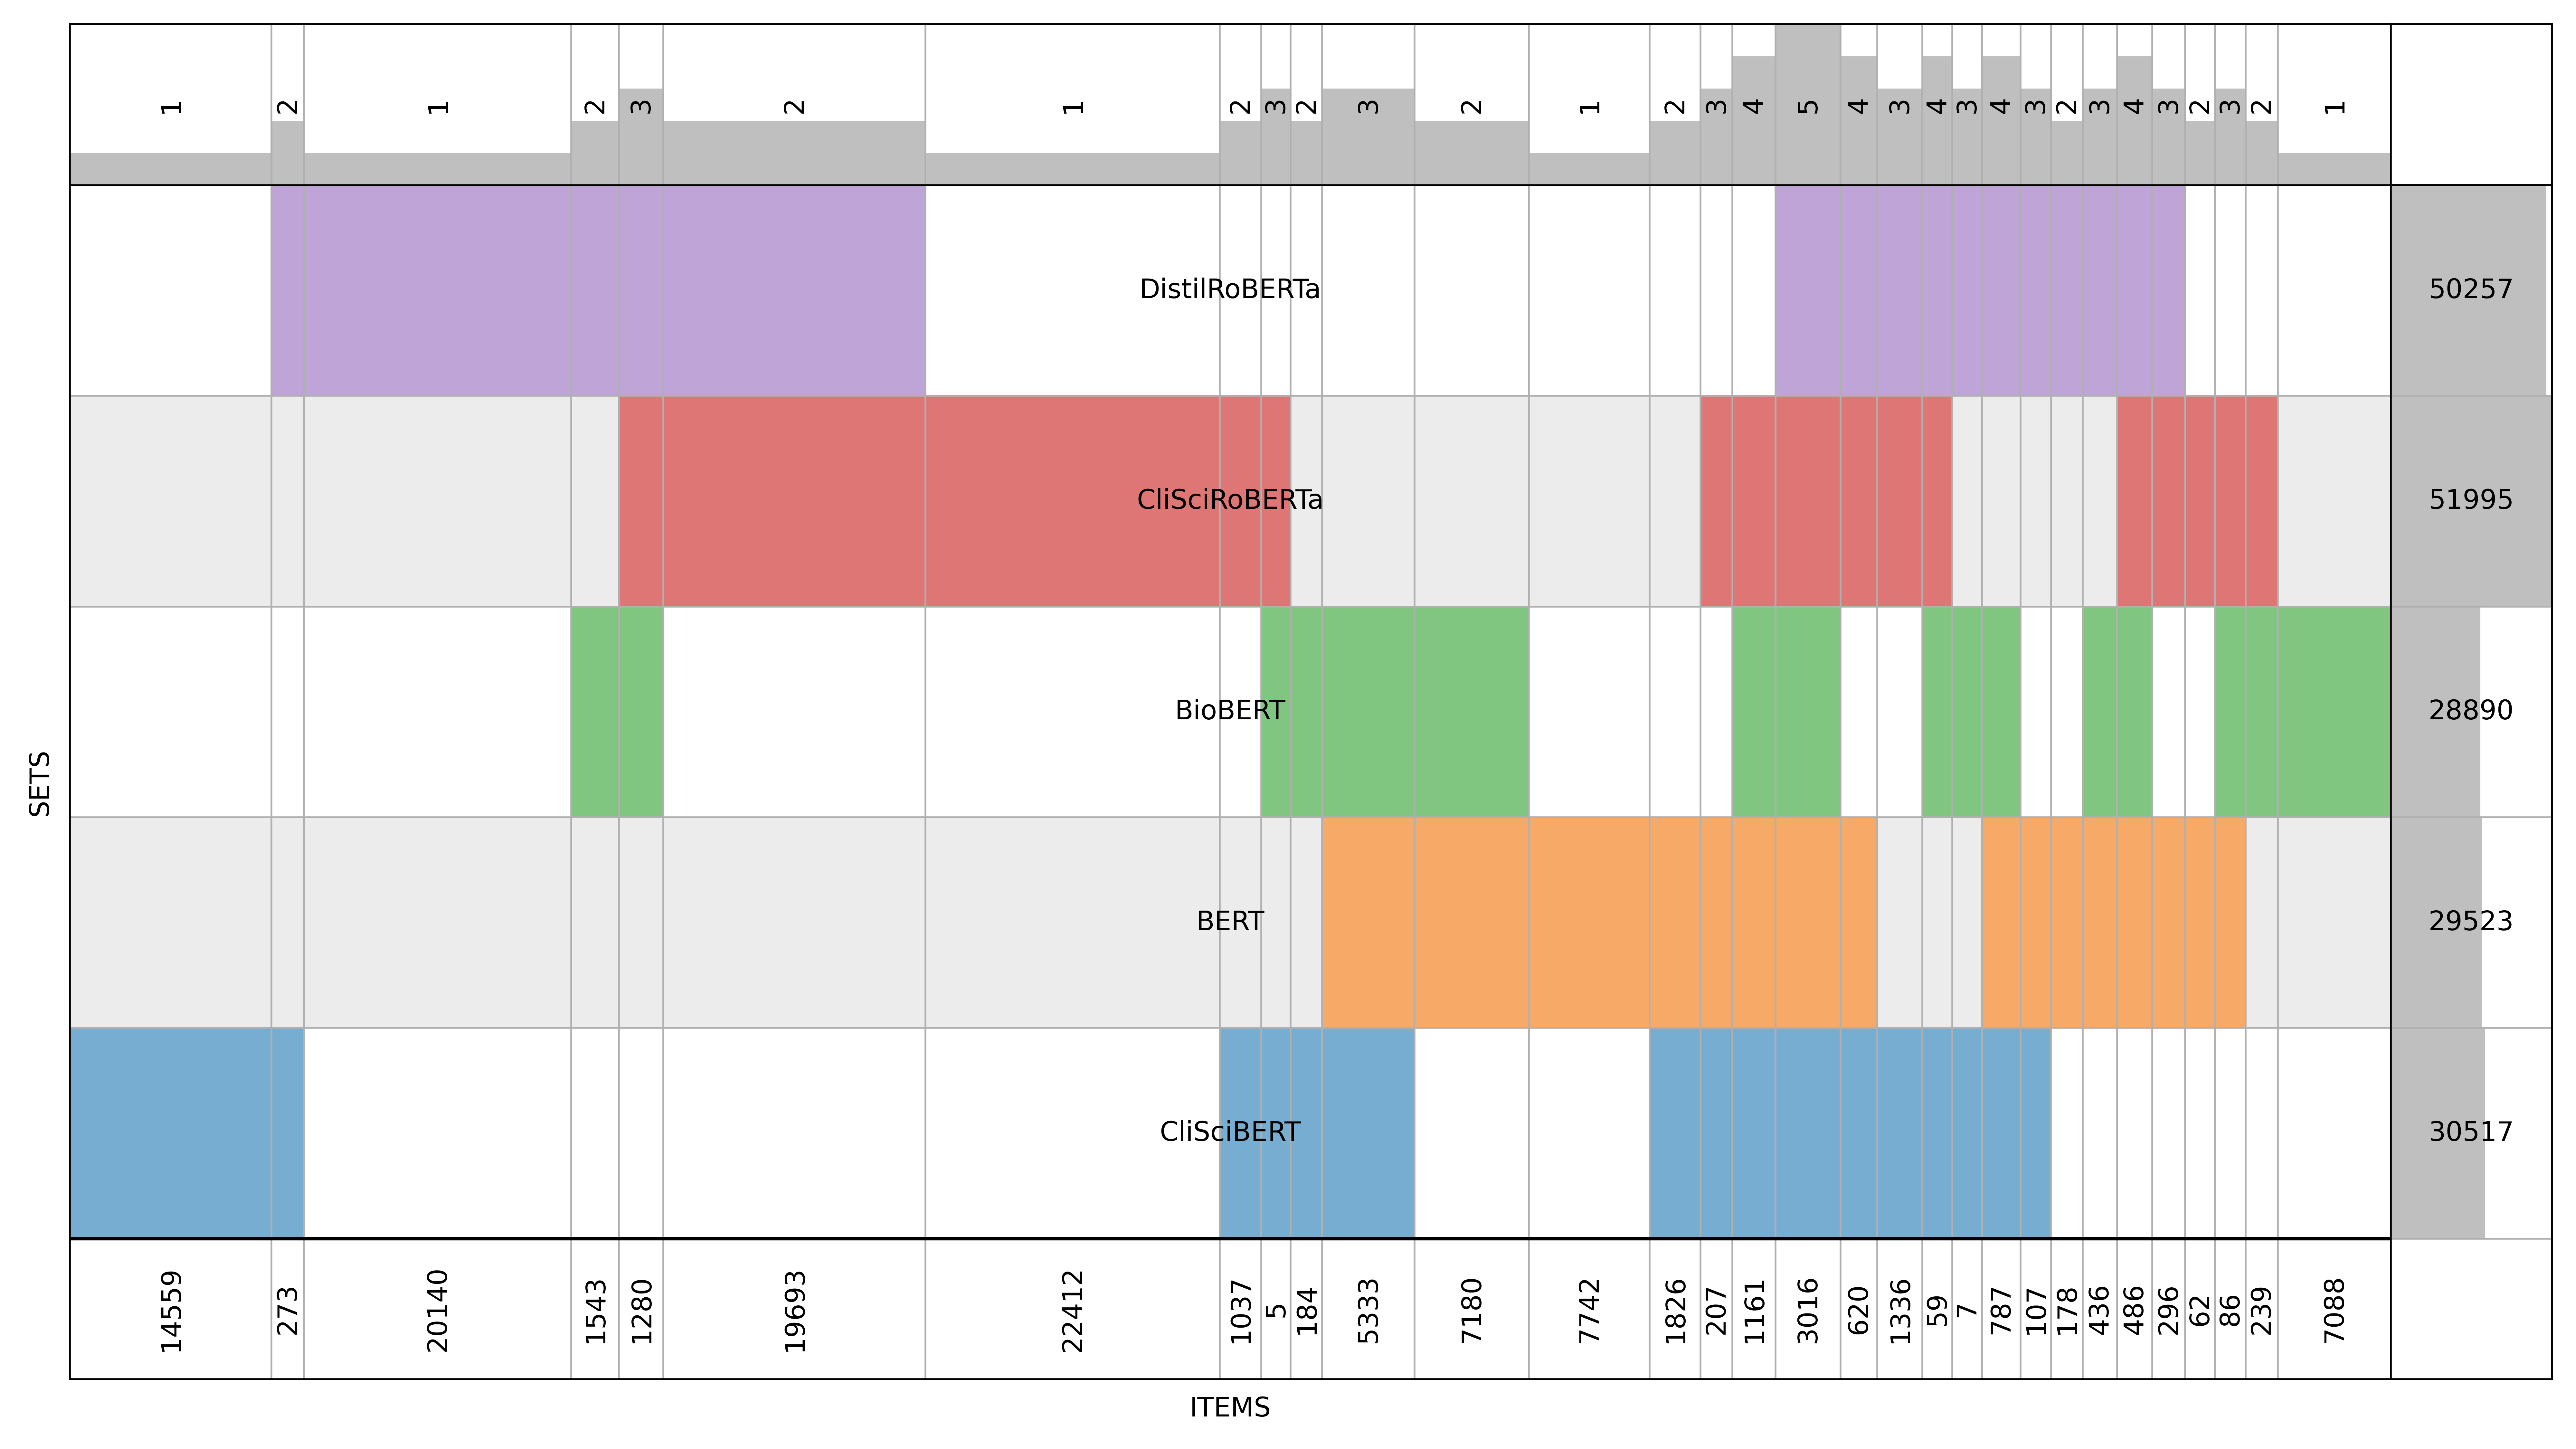 1 2 1 2 3 2 1 2 3 2 3 2 1 2 3 4 5 4 3 4 3 4 3 2 3 4 3 2 3 2 1
DistilRoBERTa 50257
CliSciRoBERTa 51995
BioBERT 28890
SETS
BERT 29523
CliSciBERT 30517
14559 273 20140 1543 1280 19693 22412 1037 5 184 5333 7180 7742 1826 207 1161 3016 620 1336 59 7 787 107 178 436 486 296 62 86 239 7088
ITEMS